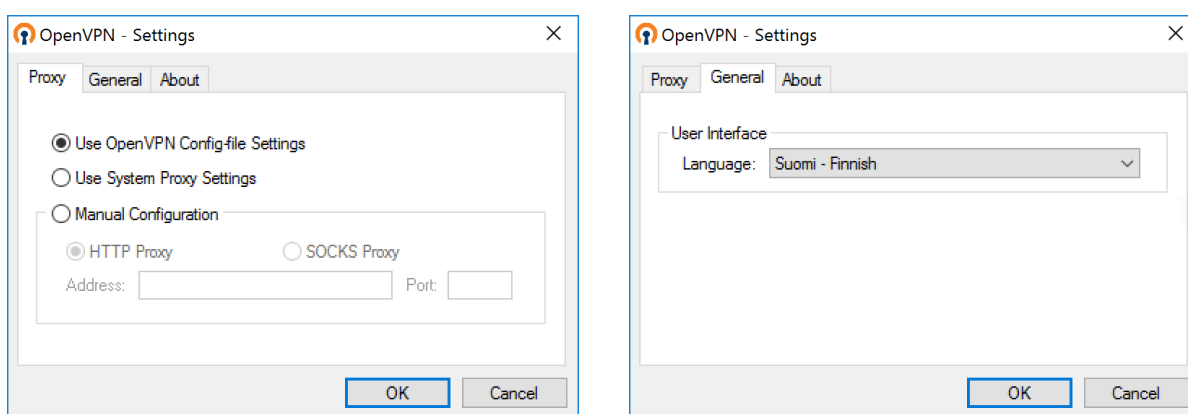 OpenVPN - Settings
Proxy General About
Use OpenVPN Config-file Settings
Use System Proxy Settings
Manual Configuration
HTTP Proxy SOCKS Proxy
Address: Port:
OK Cancel
OpenVPN - Settings
Proxy General About
User Interface
Language: Suomi - Finnish
OK Cancel